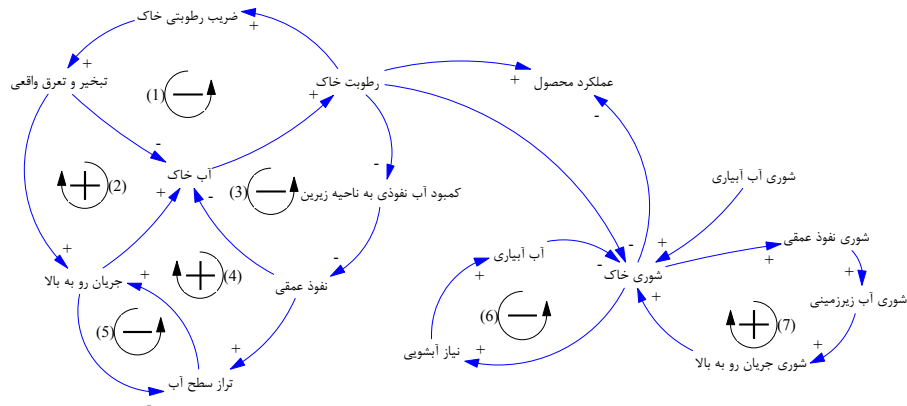 ضریب رطوبتی خاک
+
+
تبخیر و تعرق واقعی
(1)
-
رطوبت خاک
+
+
عملکرد محصول
-
-
آب خاک
+
-
(2)
+
(3)
-
-
کمبود آب نفوذی به ناحیه زیرین
شوری آب آبیاری
+
جریان رو به بالا
+
(4)
+
نفوذ عمقی
-
(5)
-
+
تراز سطح آب
-
آب آبیاری
+
-
-
شوری خاک
+
+
(6)
-
نیاز آبشویی
+
شوری نفوذ عمقی
+
+
شوری آب زیرزمینی
(7)
+
شوری جریان رو به بالا
+